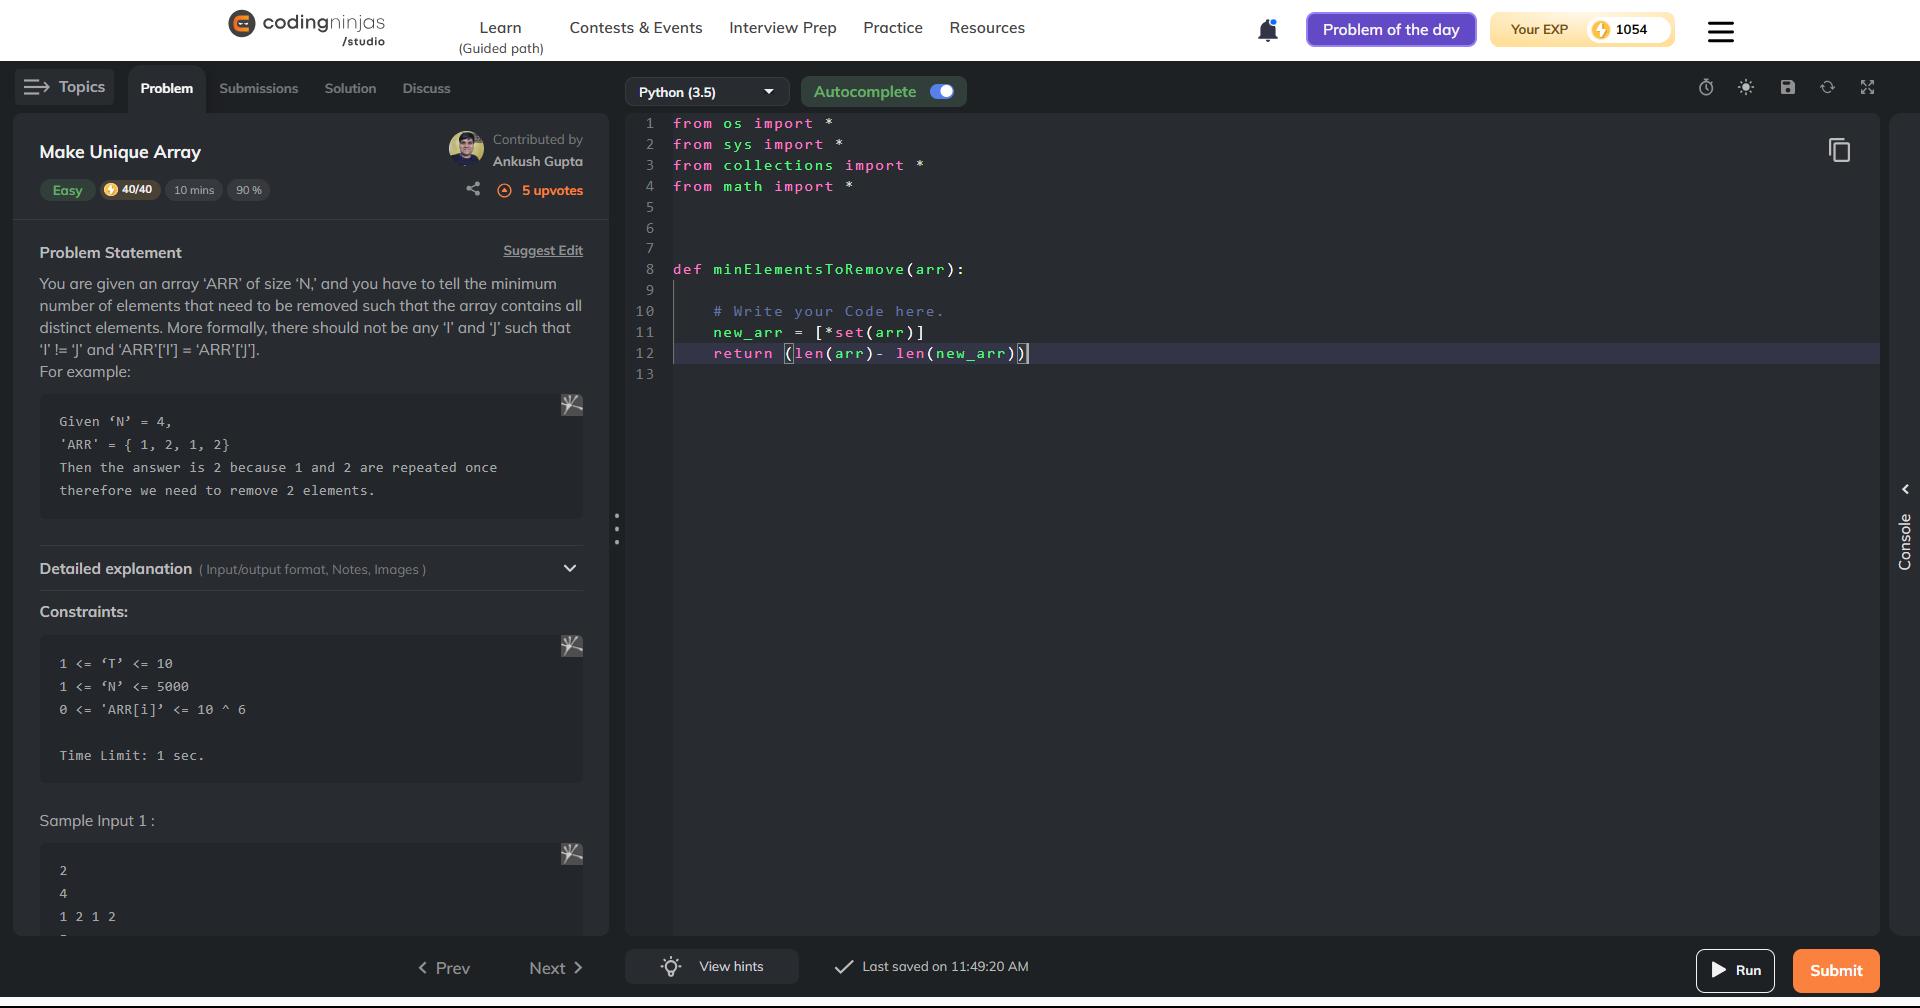 codingninjas
/studio
Learn
(Guided path)
Contests & Events
Interview Prep
Practice
Resources
Problem of the day
Your EXP
1054
Topics
Problem
Submissions
Solution
Discuss
Python (3.5)
Autocomplete
Make Unique Array
Contributed by
Ankush Gupta
Easy
40/40
10 mins
90 %
5 upvotes
Problem Statement
Suggest Edit
You are given an array ‘ARR’ of size ‘N,’ and you have to tell the minimum
number of elements that need to be removed such that the array contains all
distinct elements. More formally, there should not be any ‘I’ and ‘J’ such that
‘I’ != ‘J’ and ‘ARR’[‘I’] = ‘ARR’[‘J’].
For example:
Given ‘N’ = 4,
'ARR' = { 1, 2, 1, 2}
Then the answer is 2 because 1 and 2 are repeated once
therefore we need to remove 2 elements.
Detailed explanation ( Input/output format, Notes, Images )
Constraints:
1 <= ‘T’ <= 10
1 <= ‘N’ <= 5000
0 <= 'ARR[i]’ <= 10 ^ 6
Time Limit: 1 sec.
Sample Input 1 :
2
4
1 2 1 2
Prev
Next
1 from os import *
2 from sys import *
3 from collections import *
4 from math import *
5
6
7
8 def minElementsToRemove(arr):
9
10 # Write your Code here.
11 new_arr = [*set(arr)]
12 return (len(arr)- len(new_arr))
13
Console
View hints
Last saved on 11:49:20 AM
Run
Submit